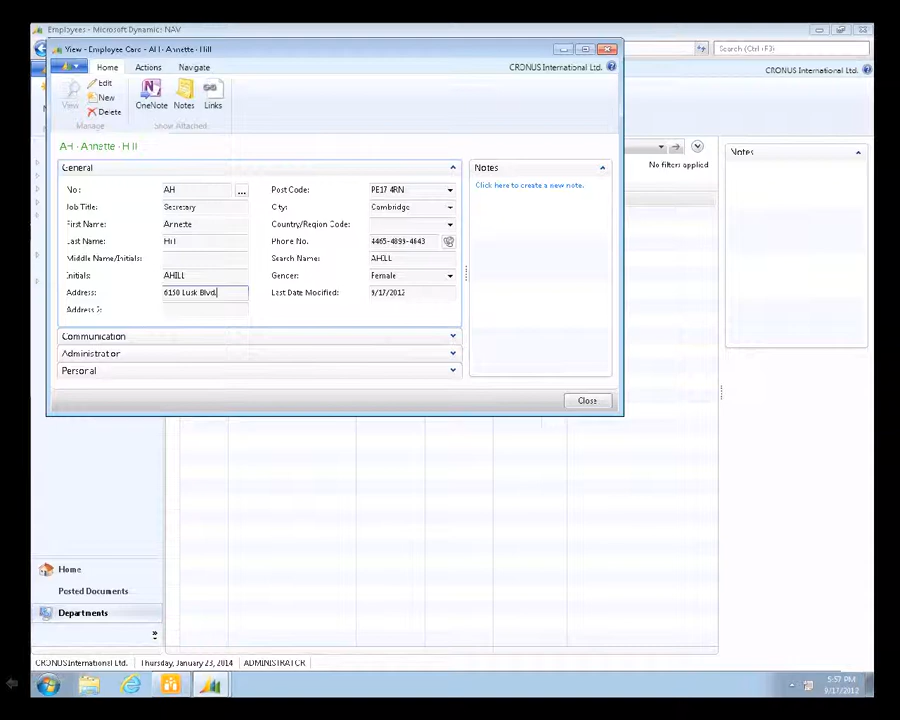 Employees - Microsoft Dynamics NAV
View - Employee Card - AH · Annette · Hill
Search (Ctrl+F3)
Home Actions Navigate
CRONUS International Ltd.
CRONUS International Ltd.
View
Edit
New
Delete
OneNote Notes Links
Manage
Show Attached
AH · Annette · Hill
No filters applied
General
Notes
Notes
Click here to create a new note.
No.: AH ... Post Code: PE17 4RN
Job Title: Secretary City: Cambridge
First Name: Annette Country/Region Code:
Last Name: Hill Phone No. 4465-4899-4643
Middle Name/Initials: Search Name: AHILL
Initials: AHILL Gender: Female
Address: 6150 Lusk Blvd. Last Date Modified: 9/17/2012
Address 2:
Communication
Administration
Personal
Close
Home
Posted Documents
Departments
CRONUS International Ltd. Thursday, January 23, 2014 ADMINISTRATOR
5:57 PM
9/17/2012